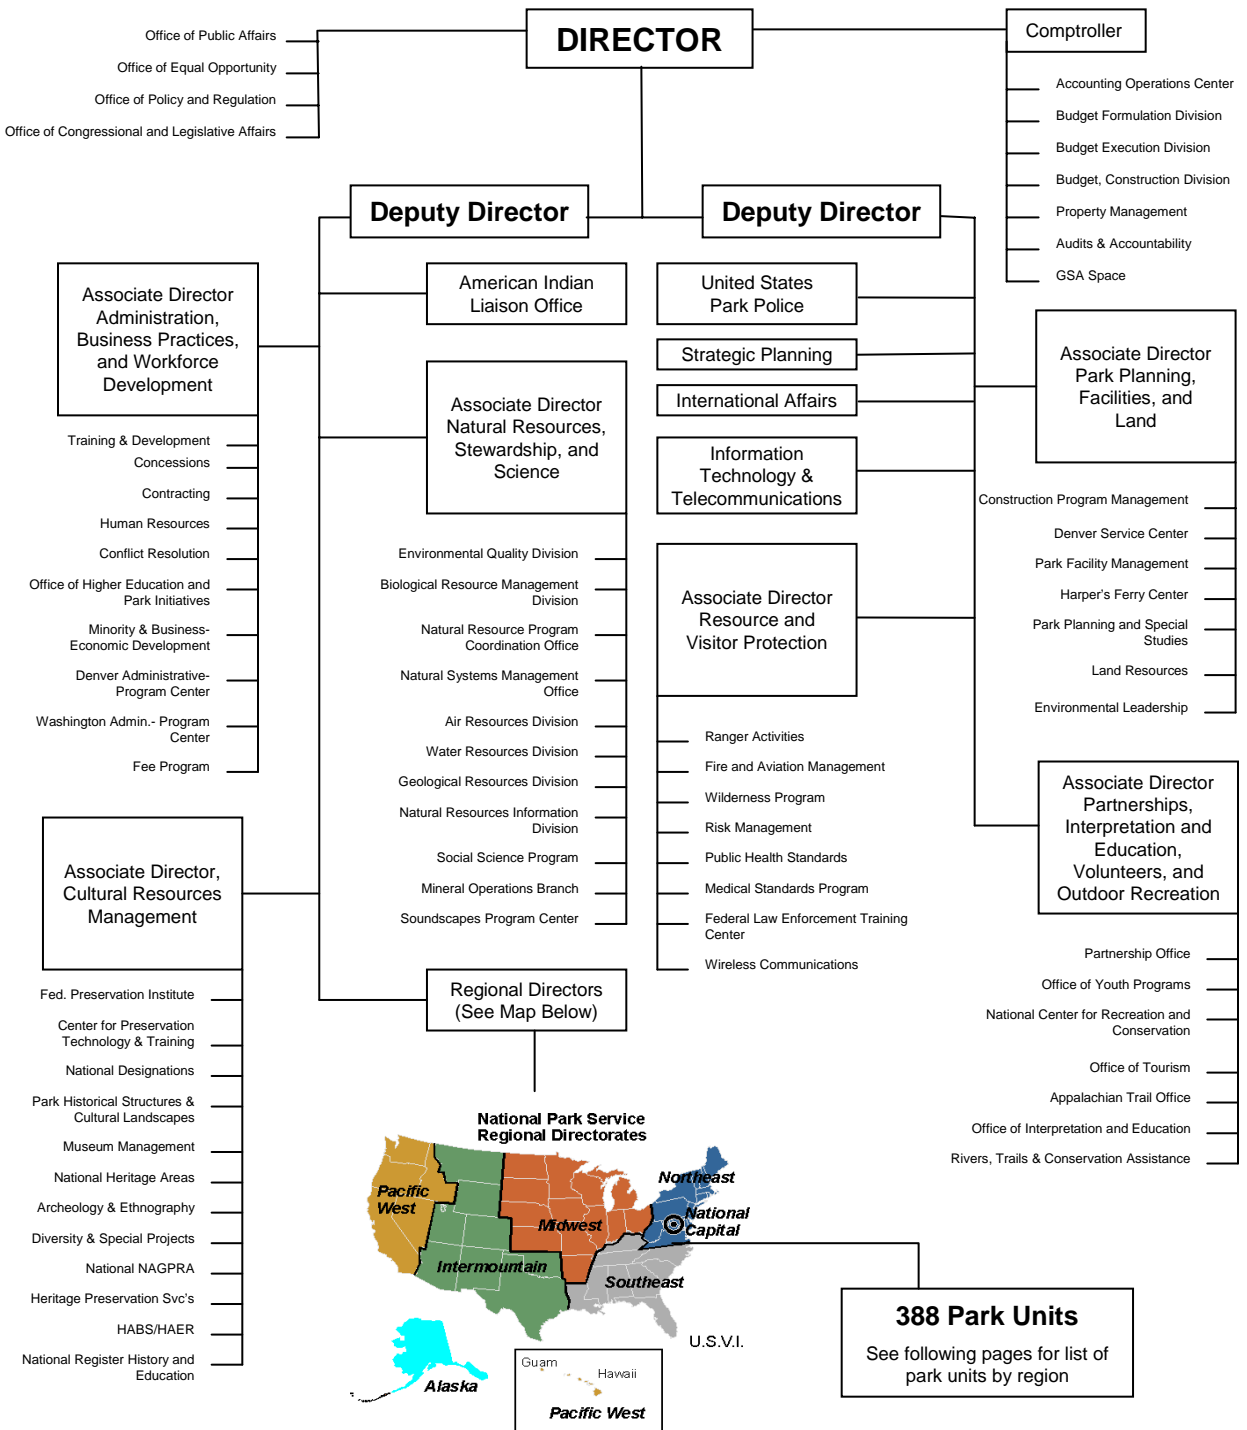 DIRECTOR
Office of Public Affairs
Office of Equal Opportunity
Office of Policy and Regulation
Office of Congressional and Legislative Affairs
Comptroller
Accounting Operations Center
Budget Formulation Division
Budget Execution Division
Budget, Construction Division
Property Management
Audits & Accountability
GSA Space
Deputy Director
Deputy Director
Associate Director
Administration,
Business Practices,
and Workforce
Development
Training & Development
Concessions
Contracting
Human Resources
Conflict Resolution
Office of Higher Education and
Park Initiatives
Minority & Business-
Economic Development
Denver Administrative-
Program Center
Washington Admin.- Program
Center
Fee Program
American Indian
Liaison Office
Associate Director
Natural Resources,
Stewardship, and
Science
Environmental Quality Division
Biological Resource Management
Division
Natural Resource Program
Coordination Office
Natural Systems Management
Office
Air Resources Division
Water Resources Division
Geological Resources Division
Natural Resources Information
Division
Social Science Program
Mineral Operations Branch
Soundscapes Program Center
United States
Park Police
Strategic Planning
International Affairs
Information
Technology &
Telecommunications
Associate Director
Resource and
Visitor Protection
Ranger Activities
Fire and Aviation Management
Wilderness Program
Risk Management
Public Health Standards
Medical Standards Program
Federal Law Enforcement Training
Center
Wireless Communications
Associate Director
Park Planning,
Facilities, and
Land
Construction Program Management
Denver Service Center
Park Facility Management
Harper's Ferry Center
Park Planning and Special
Studies
Land Resources
Environmental Leadership
Associate Director
Partnerships,
Interpretation and
Education,
Volunteers, and
Outdoor Recreation
Partnership Office
Office of Youth Programs
National Center for Recreation and
Conservation
Office of Tourism
Appalachian Trail Office
Office of Interpretation and Education
Rivers, Trails & Conservation Assistance
Associate Director,
Cultural Resources
Management
Fed. Preservation Institute
Center for Preservation
Technology & Training
National Designations
Park Historical Structures &
Cultural Landscapes
Museum Management
National Heritage Areas
Archeology & Ethnography
Diversity & Special Projects
National NAGPRA
Heritage Preservation Svc's
HABS/HAER
National Register History and
Education
Regional Directors
(See Map Below)
National Park Service
Regional Directorates
Pacific
West
Midwest
Northeast
National
Capital
Intermountain
Southeast
U.S.V.I.
Alaska
Guam
Hawaii
Pacific West
388 Park Units
See following pages for list of
park units by region